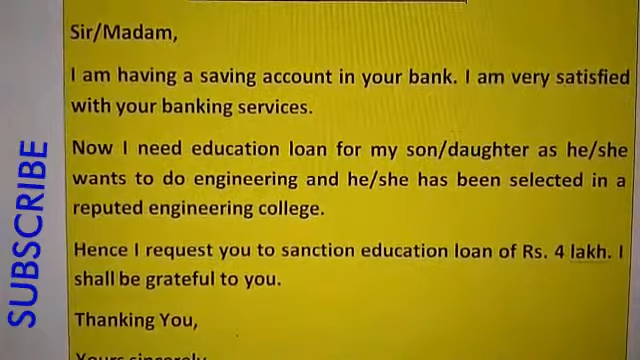 Sir/Madam,
I am having a saving account in your bank. I am very satisfied
with your banking services.
Now I need education loan for my son/daughter as he/she
wants to do engineering and he/she has been selected in a
reputed engineering college.
Hence I request you to sanction education loan of Rs. 4 lakh. I
shall be grateful to you.
Thanking You,
Yours sincerely
SUBSCRIBE